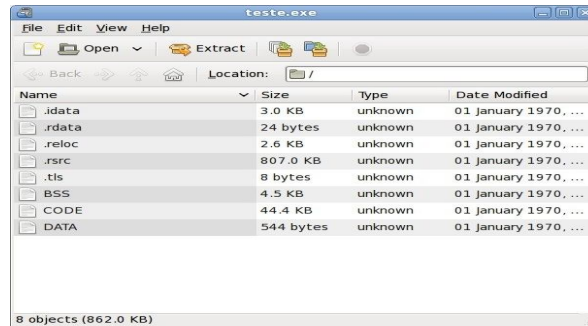 teste.exe
File Edit View Help
Open Extract
Back Location: /
Name Size Type Date Modified
.idata 3.0 KB unknown 01 January 1970, ...
.rdata 24 bytes unknown 01 January 1970, ...
.reloc 2.6 KB unknown 01 January 1970, ...
.rsrc 807.0 KB unknown 01 January 1970, ...
.tls 8 bytes unknown 01 January 1970, ...
BSS 4.5 KB unknown 01 January 1970, ...
CODE 44.4 KB unknown 01 January 1970, ...
DATA 544 bytes unknown 01 January 1970, ...
8 objects (862.0 KB)